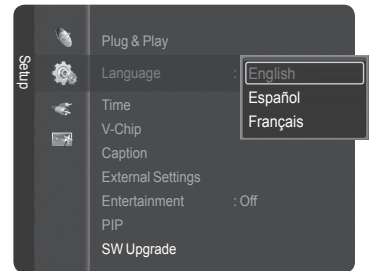 Setup
Plug & Play
Language : English
Español
Français
Time
V-Chip
Caption
External Settings
Entertainment : Off
PIP
SW Upgrade